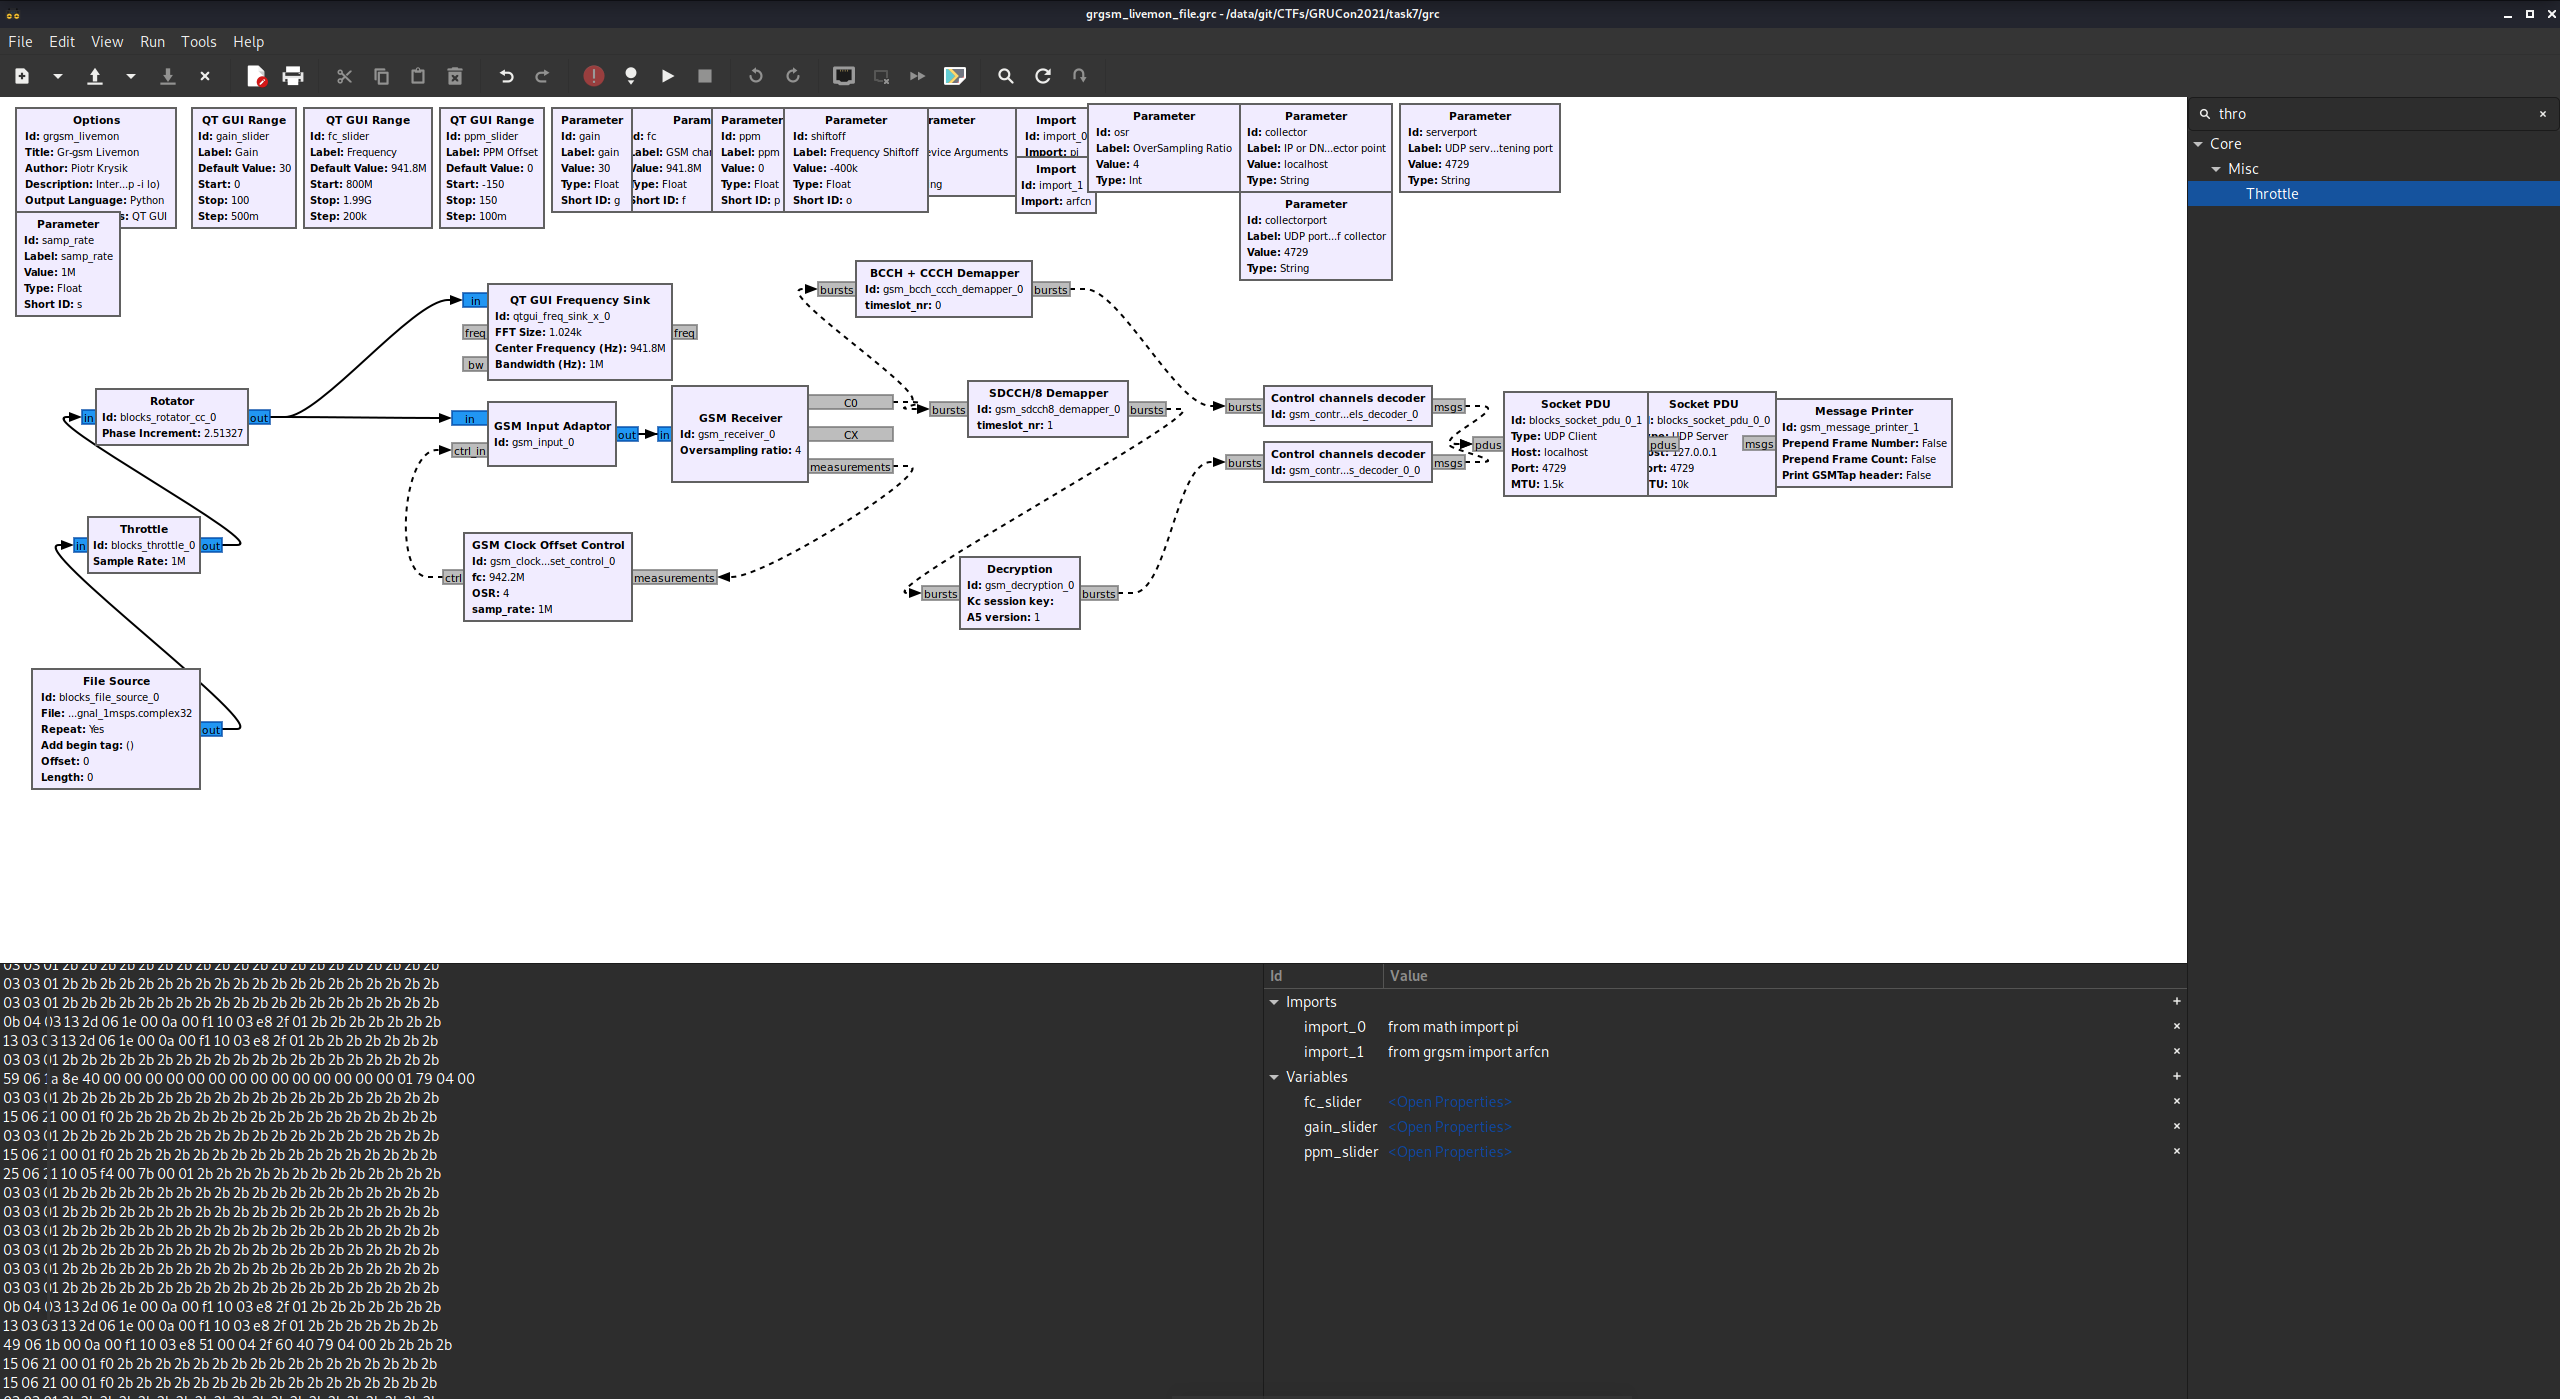 grgsm_livemon_file.grc - /data/git/CTFs/GRUCon2021/task7/grc
File Edit View Run Tools Help
Options
Id: grgsm_livemon
Title: Gr-gsm Livemon
Author: Piotr Krysik
Description: Inter...p -i lo)
Output Language: Python
s: QT GUI
Parameter
Id: samp_rate
Label: samp_rate
Value: 1M
Type: Float
Short ID: s
QT GUI Range
Id: gain_slider
Label: Gain
Default Value: 30
Start: 0
Stop: 100
Step: 500m
QT GUI Range
Id: fc_slider
Label: Frequency
Default Value: 941.8M
Start: 800M
Stop: 1.99G
Step: 200k
QT GUI Range
Id: ppm_slider
Label: PPM Offset
Default Value: 0
Start: -150
Stop: 150
Step: 100m
Parameter
Id: gain
Label: gain
Value: 30
Type: Float
Short ID: g
Param
d: fc
abel: GSM cha
alue: 941.8M
ype: Float
hort ID: f
Parameter
Id: ppm
Label: ppm
Value: 0
Type: Float
Short ID: p
Parameter
Id: shiftoff
Label: Frequency Shiftoff
Value: -400k
Type: Float
Short ID: o
rameter
vice Arguments
ng
Import
Id: import_0
Import: pi
Import
Id: import_1
Import: arfcn
Parameter
Id: osr
Label: OverSampling Ratio
Value: 4
Type: Int
Parameter
Id: collector
Label: IP or DN...ector point
Value: localhost
Type: String
Parameter
Id: collectorport
Label: UDP port...f collector
Value: 4729
Type: String
Parameter
Id: serverport
Label: UDP serv...tening port
Value: 4729
Type: String
in
freq
bw
QT GUI Frequency Sink
Id: qtgui_freq_sink_x_0
FFT Size: 1.024k
Center Frequency (Hz): 941.8M
Bandwidth (Hz): 1M
freq
bursts
BCCH + CCCH Demapper
Id: gsm_bcch_ccch_demapper_0
timeslot_nr: 0
bursts
in
Rotator
Id: blocks_rotator_cc_0
Phase Increment: 2.51327
out
in
ctrl_in
GSM Input Adaptor
Id: gsm_input_0
out
in
GSM Receiver
Id: gsm_receiver_0
Oversampling ratio: 4
C0
CX
measurements
bursts
SDCCH/8 Demapper
Id: gsm_sdcch8_demapper_0
timeslot_nr: 1
bursts
bursts
Control channels decoder
Id: gsm_contr...els_decoder_0
msgs
bursts
Control channels decoder
Id: gsm_contr...s_decoder_0_0
msgs
pdus
Socket PDU
Id: blocks_socket_pdu_0_1
Type: UDP Client
Host: localhost
Port: 4729
MTU: 1.5k
pdus
Socket PDU
: blocks_socket_pdu_0_0
UDP Server
127.0.0.1
ort: 4729
TU: 10k
msgs
Message Printer
Id: gsm_message_printer_1
Prepend Frame Number: False
Prepend Frame Count: False
Print GSMTap header: False
in
Throttle
Id: blocks_throttle_0
Sample Rate: 1M
out
ctrl
GSM Clock Offset Control
Id: gsm_clock...set_control_0
fc: 942.2M
OSR: 4
samp_rate: 1M
measurements
bursts
Decryption
Id: gsm_decryption_0
Kc session key:
A5 version: 1
bursts
File Source
Id: blocks_file_source_0
File: ...gnal_1msps.complex32
Repeat: Yes
Add begin tag: ()
Offset: 0
Length: 0
out
thro
Core
Misc
Throttle
03 03 01 2b 2b 2b 2b 2b 2b 2b 2b 2b 2b 2b 2b 2b 2b 2b 2b 2b 2b 2b 2b
03 03 01 2b 2b 2b 2b 2b 2b 2b 2b 2b 2b 2b 2b 2b 2b 2b 2b 2b 2b 2b 2b
03 03 01 2b 2b 2b 2b 2b 2b 2b 2b 2b 2b 2b 2b 2b 2b 2b 2b 2b 2b 2b 2b
0b 04 03 13 2d 06 1e 00 0a 00 f1 10 03 e8 2f 01 2b 2b 2b 2b 2b 2b 2b
13 03 03 13 2d 06 1e 00 0a 00 f1 10 03 e8 2f 01 2b 2b 2b 2b 2b 2b 2b
03 03 01 2b 2b 2b 2b 2b 2b 2b 2b 2b 2b 2b 2b 2b 2b 2b 2b 2b 2b 2b 2b
59 06 1a 8e 40 00 00 00 00 00 00 00 00 00 00 00 00 00 00 01 79 04 00
03 03 01 2b 2b 2b 2b 2b 2b 2b 2b 2b 2b 2b 2b 2b 2b 2b 2b 2b 2b 2b 2b
15 06 21 00 01 f0 2b 2b 2b 2b 2b 2b 2b 2b 2b 2b 2b 2b 2b 2b 2b 2b 2b
03 03 01 2b 2b 2b 2b 2b 2b 2b 2b 2b 2b 2b 2b 2b 2b 2b 2b 2b 2b 2b 2b
15 06 21 00 01 f0 2b 2b 2b 2b 2b 2b 2b 2b 2b 2b 2b 2b 2b 2b 2b 2b 2b
25 06 21 10 05 f4 00 7b 00 01 2b 2b 2b 2b 2b 2b 2b 2b 2b 2b 2b 2b 2b
03 03 01 2b 2b 2b 2b 2b 2b 2b 2b 2b 2b 2b 2b 2b 2b 2b 2b 2b 2b 2b 2b
03 03 01 2b 2b 2b 2b 2b 2b 2b 2b 2b 2b 2b 2b 2b 2b 2b 2b 2b 2b 2b 2b
03 03 01 2b 2b 2b 2b 2b 2b 2b 2b 2b 2b 2b 2b 2b 2b 2b 2b 2b 2b 2b 2b
03 03 01 2b 2b 2b 2b 2b 2b 2b 2b 2b 2b 2b 2b 2b 2b 2b 2b 2b 2b 2b 2b
03 03 01 2b 2b 2b 2b 2b 2b 2b 2b 2b 2b 2b 2b 2b 2b 2b 2b 2b 2b 2b 2b
03 03 01 2b 2b 2b 2b 2b 2b 2b 2b 2b 2b 2b 2b 2b 2b 2b 2b 2b 2b 2b 2b
0b 04 03 13 2d 06 1e 00 0a 00 f1 10 03 e8 2f 01 2b 2b 2b 2b 2b 2b 2b
13 03 03 13 2d 06 1e 00 0a 00 f1 10 03 e8 2f 01 2b 2b 2b 2b 2b 2b 2b
49 06 1b 00 0a 00 f1 10 03 e8 51 00 04 2f 60 40 79 04 00 2b 2b 2b 2b
15 06 21 00 01 f0 2b 2b 2b 2b 2b 2b 2b 2b 2b 2b 2b 2b 2b 2b 2b 2b 2b
15 06 21 00 01 f0 2b 2b 2b 2b 2b 2b 2b 2b 2b 2b 2b 2b 2b 2b 2b 2b 2b
Id Value
Imports
import_0 from math import pi
import_1 from grgsm import arfcn
Variables
fc_slider <Open Properties>
gain_slider <Open Properties>
ppm_slider <Open Properties>